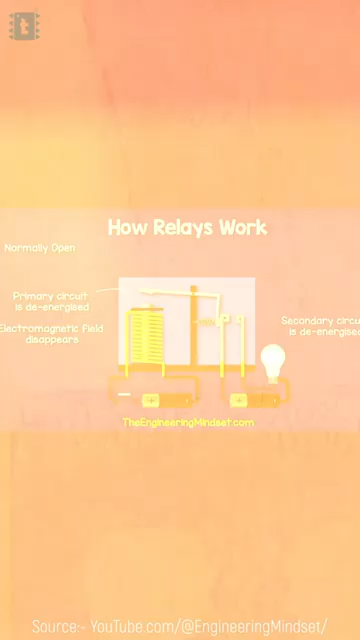 How Relays Work
Normally Open
Primary circuit
is de-energised
Electromagnetic Field
disappears
Secondary circu
is de-energised
TheEngineeringMindset.com
Source:- YouTube.com/@EngineeringMindset/